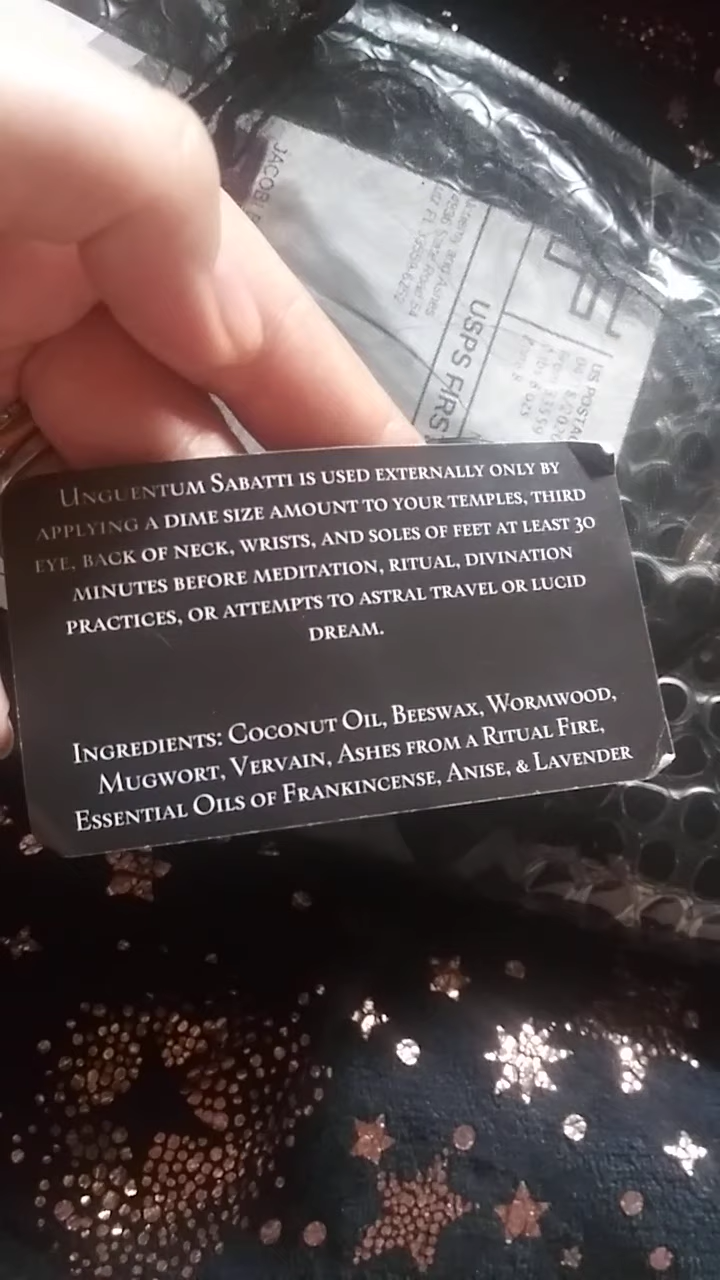 JACOB
USPS FIRS
US POSTA
Unguentum Sabatti is used externally only by
applying a dime size amount to your temples, third
eye, back of neck, wrists, and soles of feet at least 30
minutes before meditation, ritual, divination
practices, or attempts to astral travel or lucid
dream.
Ingredients: Coconut Oil, Beeswax, Wormwood,
Mugwort, Vervain, Ashes from a Ritual Fire,
Essential Oils of Frankincense, Anise, & Lavender